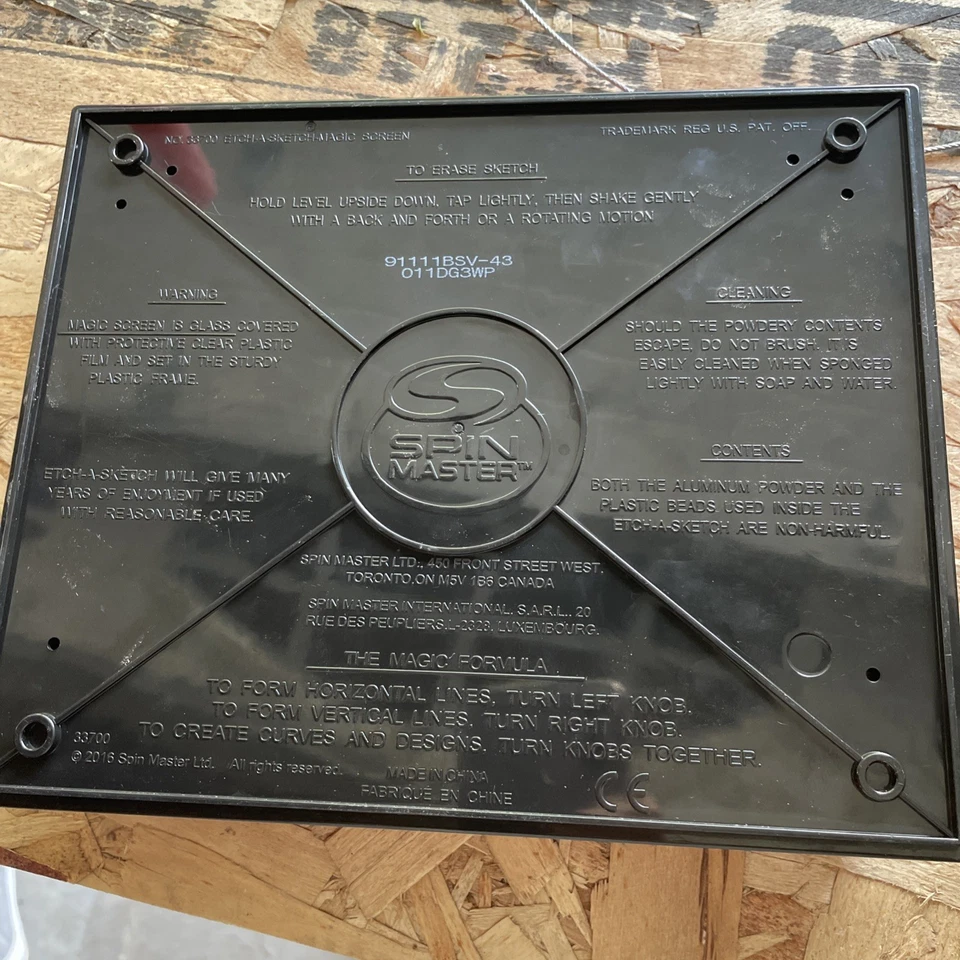 NO. 33700 ETCH-A-SKETCH MAGIC SCREEN
TRADEMARK REG U.S. PAT. OFF.
TO ERASE SKETCH
HOLD LEVEL UPSIDE DOWN, TAP LIGHTLY, THEN SHAKE GENTLY
WITH A BACK AND FORTH OR A ROTATING MOTION
91111BSV-43
011DG3WP
WARNING
MAGIC SCREEN IS GLASS COVERED
WITH PROTECTIVE CLEAR PLASTIC
FILM AND SET IN THE STURDY
PLASTIC FRAME.
CLEANING
SHOULD THE POWDERY CONTENTS
ESCAPE, DO NOT BRUSH. IT'S
EASILY CLEANED WHEN SPONGED
LIGHTLY WITH SOAP AND WATER.
SPIN
MASTER™
ETCH-A-SKETCH WILL GIVE MANY
YEARS OF ENJOYMENT IF USED
WITH REASONABLE CARE.
CONTENTS
BOTH THE ALUMINUM POWDER AND THE
PLASTIC BEADS USED INSIDE THE
ETCH-A-SKETCH ARE NON-HARMFUL.
SPIN MASTER LTD., 450 FRONT STREET WEST,
TORONTO, ON M5V 1B6 CANADA
SPIN MASTER INTERNATIONAL, S.A.R.L., 20
RUE DES PEUPLIERS, L-2328, LUXEMBOURG.
THE MAGIC FORMULA
TO FORM HORIZONTAL LINES, TURN LEFT KNOB.
TO FORM VERTICAL LINES, TURN RIGHT KNOB.
TO CREATE CURVES AND DESIGNS, TURN KNOBS TOGETHER.
33700
© 2016 Spin Master Ltd. All rights reserved.
MADE IN CHINA
FABRIQUÉ EN CHINE
CE